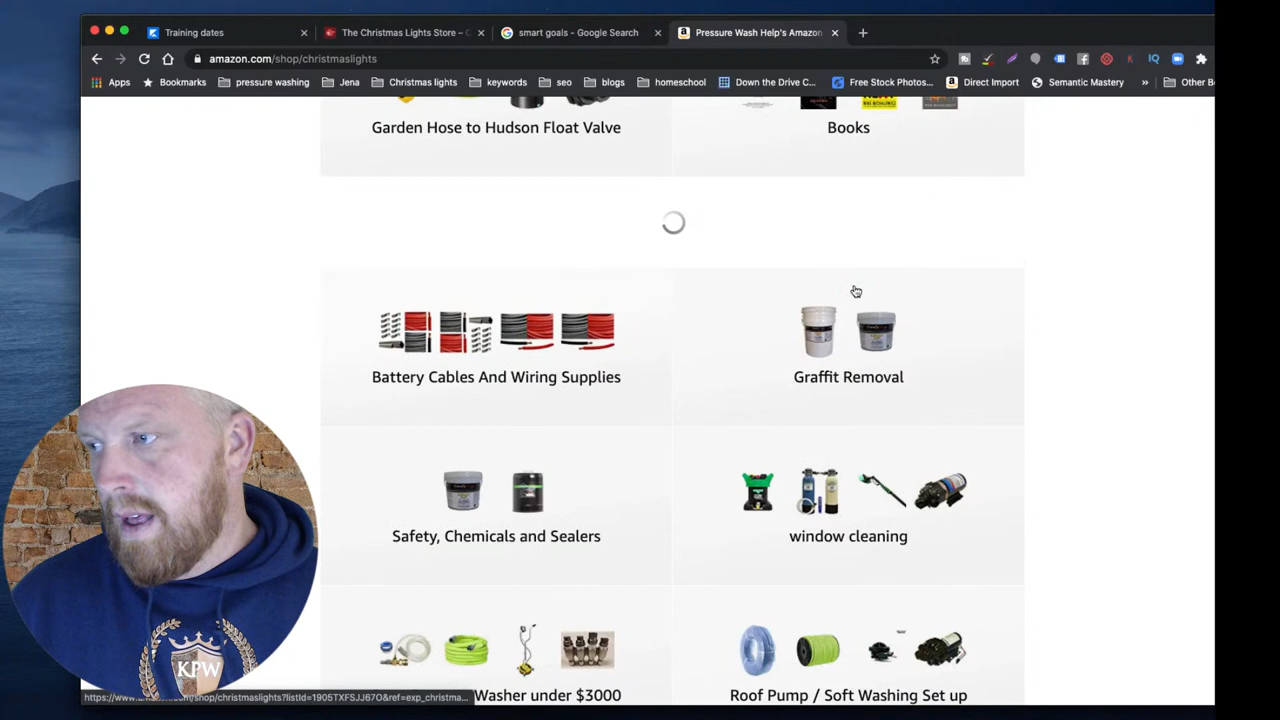 Training dates
The Christmas Lights Store – C
smart goals - Google Search
Pressure Wash Help's Amazon
amazon.com/shop/christmaslights
Apps
Bookmarks
pressure washing
Jena
Christmas lights
keywords
seo
blogs
homeschool
Down the Drive C...
Free Stock Photos...
Direct Import
Semantic Mastery
»
Other Bo
Garden Hose to Hudson Float Valve
Books
Battery Cables And Wiring Supplies
Graffit Removal
Safety, Chemicals and Sealers
window cleaning
Washer under $3000
Roof Pump / Soft Washing Set up
KPW